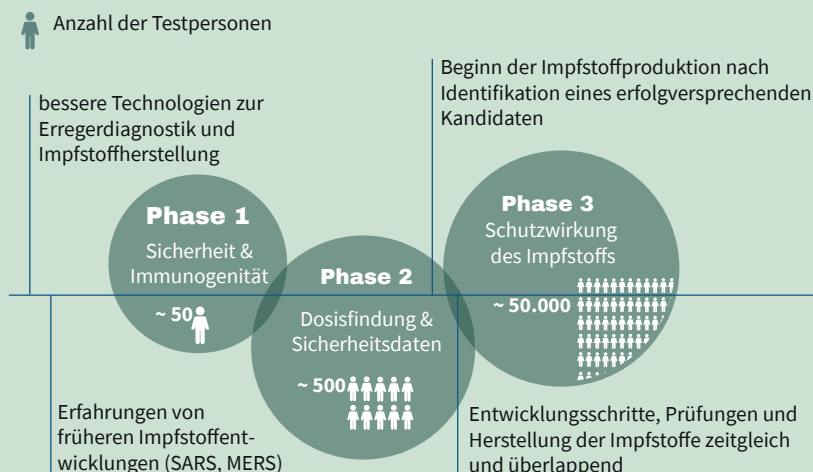 Anzahl der Testpersonen
bessere Technologien zur
Erregerdiagnostik und
Impfstoffherstellung
Beginn der Impfstoffproduktion nach
Identifikation eines erfolgversprechenden
Kandidaten
Phase 1
Sicherheit &
Immunogenität
~ 50
Phase 2
Dosisfindung &
Sicherheitsdaten
~ 500
Phase 3
Schutzwirkung
des Impfstoffs
~ 50.000
Erfahrungen von
früheren Impfstoffent-
wicklungen (SARS, MERS)
Entwicklungsschritte, Prüfungen und
Herstellung der Impfstoffe zeitgleich
und überlappend